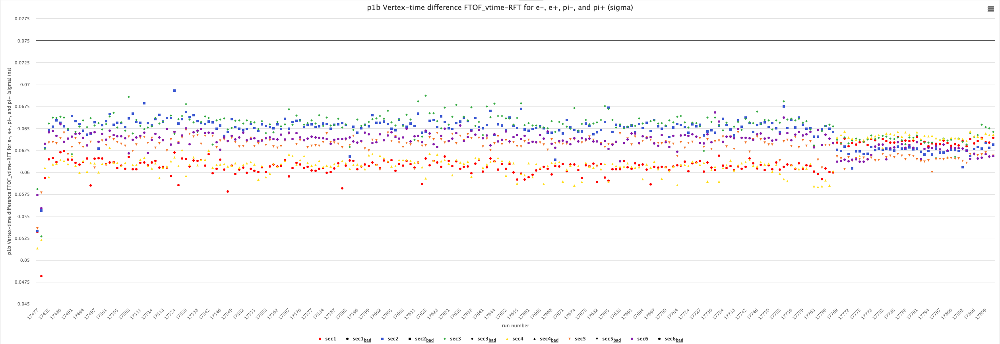 p1b Vertex-time difference FTOF_vtime-RFT for e-, e+, pi-, and pi+ (sigma)
p1b Vertex-time difference FTOF_vtime-RFT for e-, e+, pi-, and pi+ (sigma) (ns)
0.0775
0.075
0.0725
0.07
0.0675
0.065
0.0625
0.06
0.0575
0.055
0.0525
0.05
0.0475
0.045
17477 17483 17486 17491 17494 17497 17501 17505 17508 17511 17514 17518 17524 17530 17538 17542 17546 17549 17552 17555 17558 17562 17567 17570 17577 17584 17587 17593 17596 17599 17602 17605 17608 17611 17625 17628 17631 17635 17638 17641 17644 17652 17655 17661 17665 17668 17671 17674 17678 17682 17685 17688 17691 17694 17697 17700 17704 17724 17727 17730 17734 17738 17742 17746 17750 17753 17756 17759 17763 17766 17769 17772 17775 17778 17782 17785 17788 17791 17794 17797 17800 17803 17806 17809
run number
sec1 sec1bad sec2 sec2bad sec3 sec3bad sec4 sec4bad sec5 sec5bad sec6 sec6bad